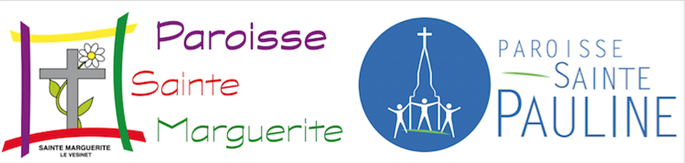 SAINTE MARGUERITE
LE VESINET
Paroisse
Sainte
Marguerite
PAROISSE
SAINTE
PAULINE